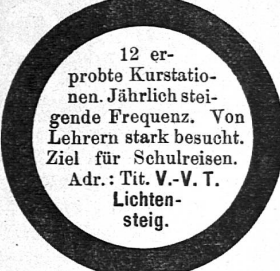 12 er-
probte Kurstatio-
nen. Jährlich stei-
gende Frequenz. Von
Lehrern stark besucht.
Ziel für Schulreisen.
Adr.: Tit. V.-V. T.
Lichten-
steig.